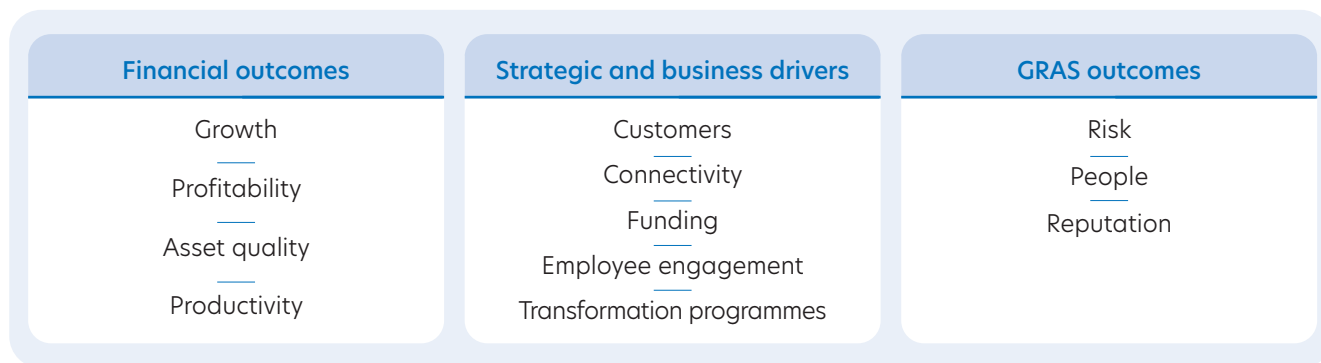 Financial outcomes
Growth
Profitability
Asset quality
Productivity
Strategic and business drivers
Customers
Connectivity
Funding
Employee engagement
Transformation programmes
GRAS outcomes
Risk
People
Reputation